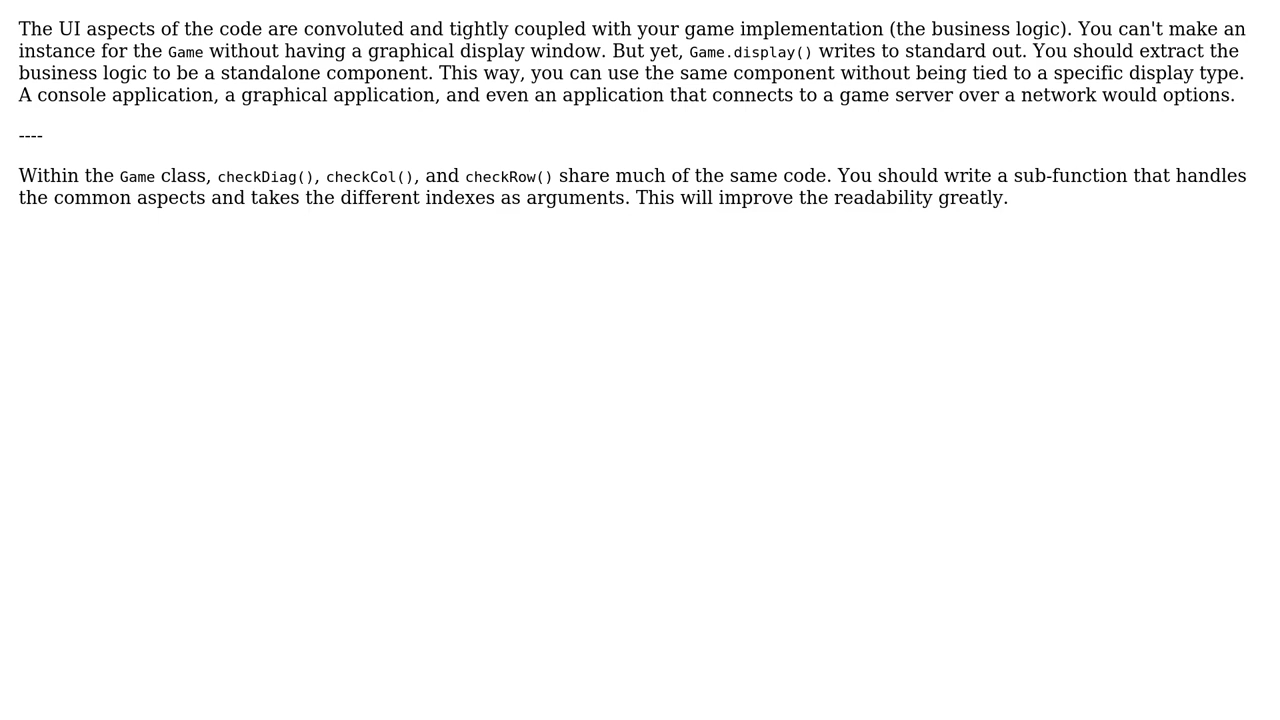 The UI aspects of the code are convoluted and tightly coupled with your game implementation (the business logic). You can't make an
instance for the Game without having a graphical display window. But yet, Game.display() writes to standard out. You should extract the
business logic to be a standalone component. This way, you can use the same component without being tied to a specific display type.
A console application, a graphical application, and even an application that connects to a game server over a network would options.
----
Within the Game class, checkDiag(), checkCol(), and checkRow() share much of the same code. You should write a sub-function that handles
the common aspects and takes the different indexes as arguments. This will improve the readability greatly.